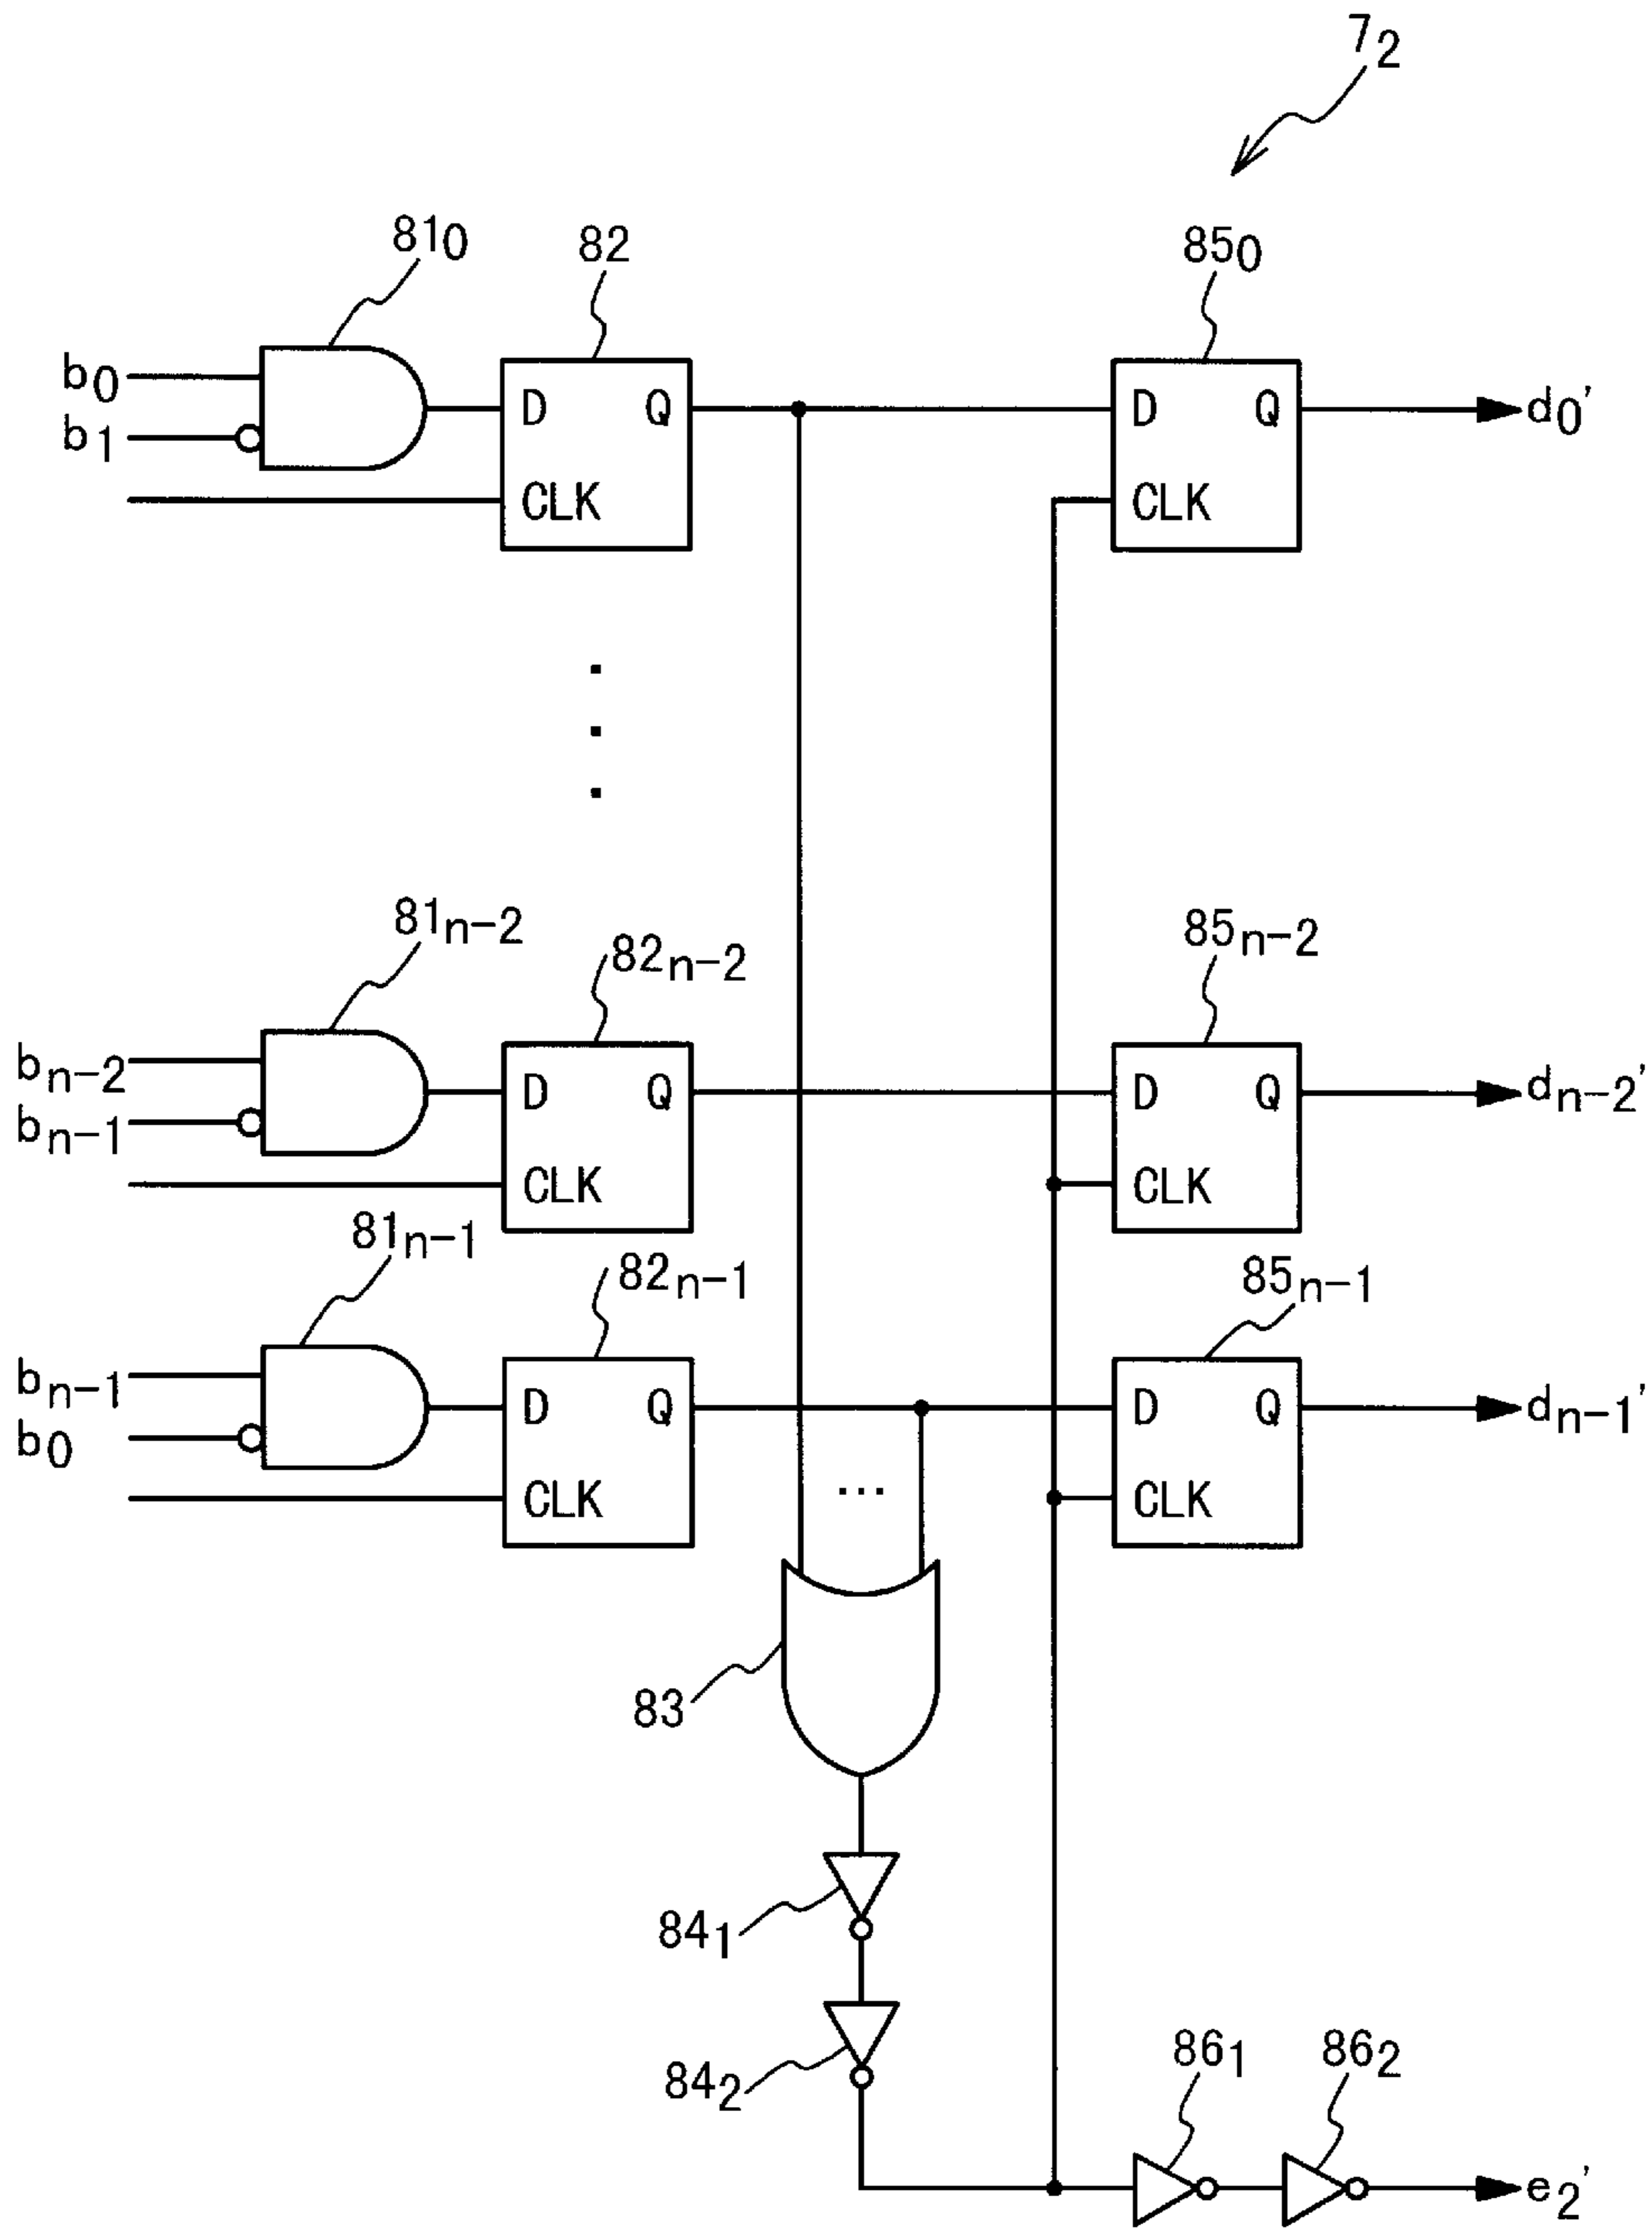 7₂
81₀ 82 85₀
b₀
D Q D Q d₀'
b₁
CLK CLK
81ₙ₋₂ 82ₙ₋₂ 85ₙ₋₂
bₙ₋₂
D Q D Q dₙ₋₂'
bₙ₋₁
CLK CLK
81ₙ₋₁ 82ₙ₋₁ 85ₙ₋₁
bₙ₋₁
D Q D Q dₙ₋₁'
b₀
...
CLK CLK
83
84₁
84₂ 86₁ 86₂
e₂'